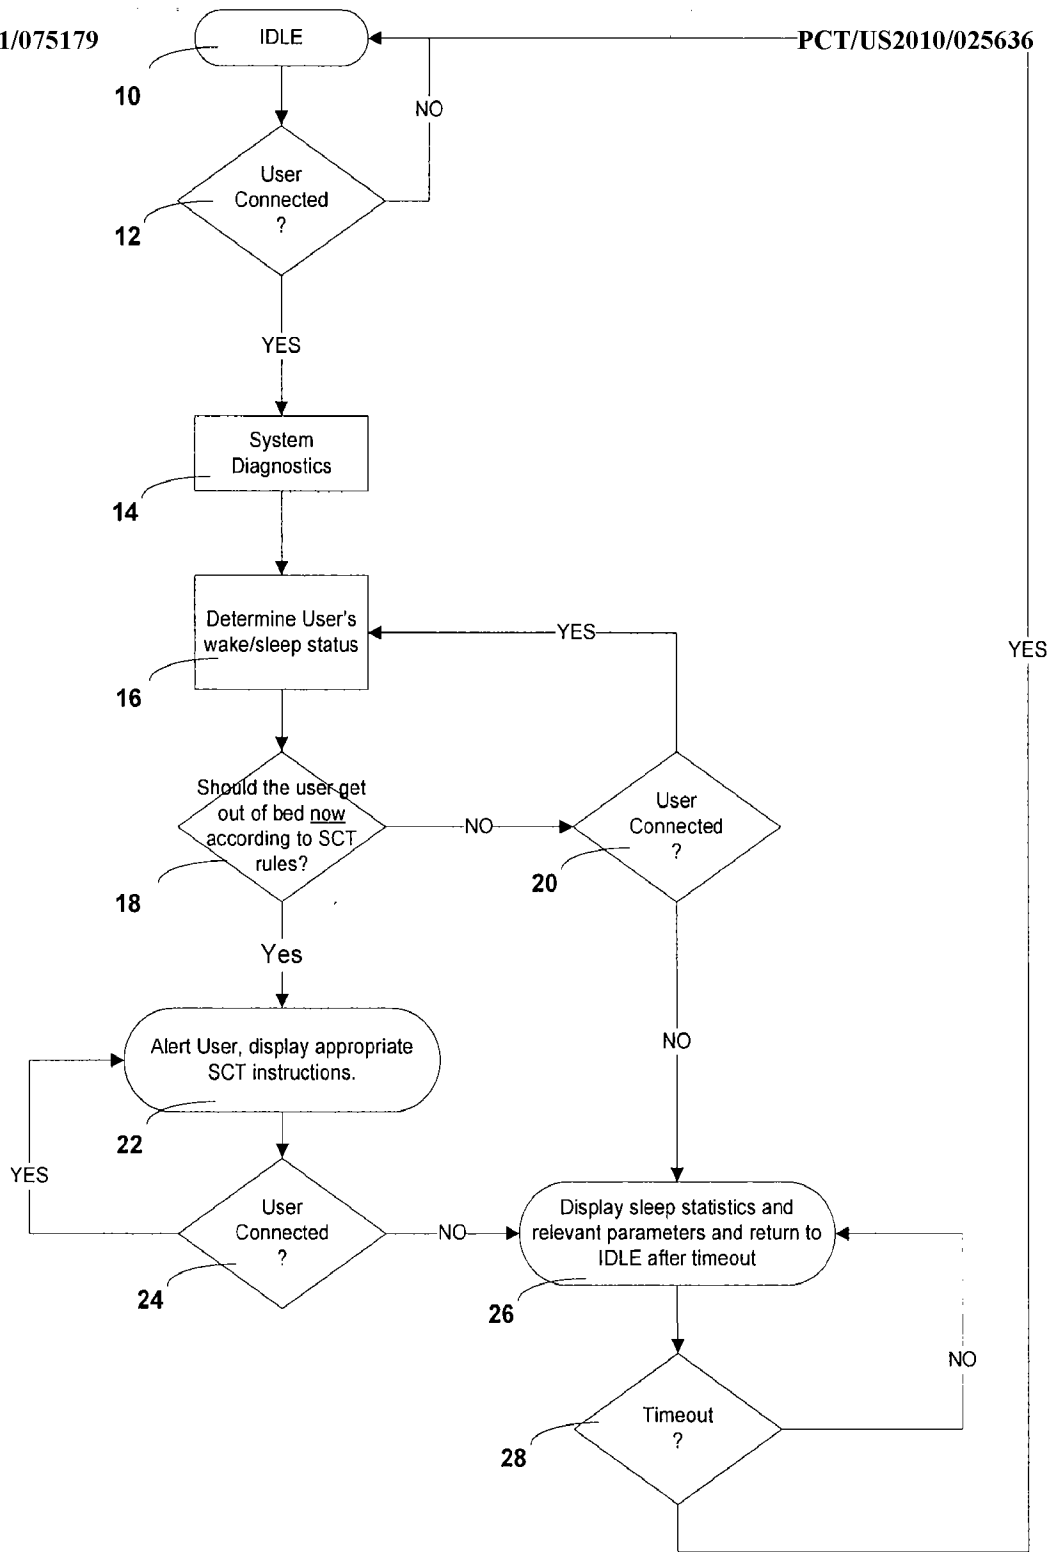 1/075179
IDLE
PCT/US2010/025636
10
NO
User
Connected
?
12
YES
System
Diagnostics
14
Determine User's
wake/sleep status
YES
YES
16
Should the user get
out of bed now
according to SCT
rules?
NO
User
Connected
?
18
20
Yes
Alert User, display appropriate
SCT instructions.
NO
22
YES
User
Connected
?
NO
Display sleep statistics and
relevant parameters and return to
IDLE after timeout
24
26
NO
Timeout
?
28